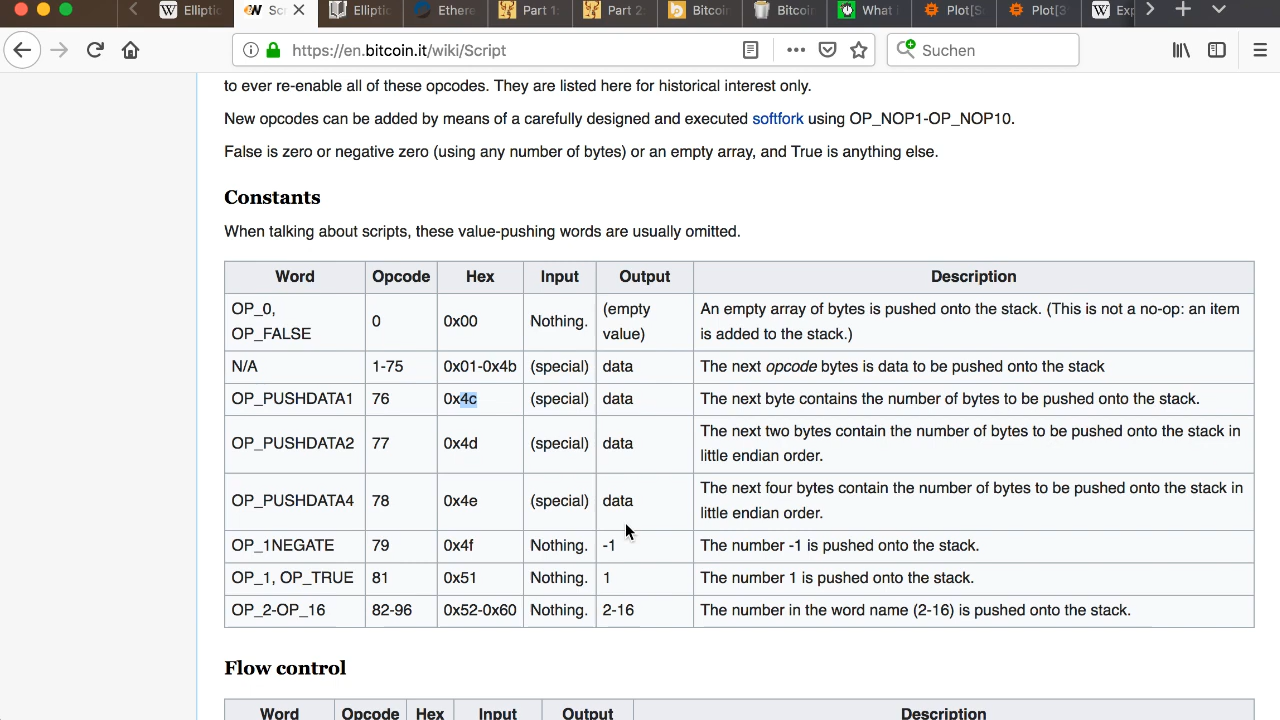 Elliptic
Sc
Elliptic
Ethere
Part 1:
Part 2:
Bitcoin
Bitcoin
What i
Plot[S
Plot[3
Exp
https://en.bitcoin.it/wiki/Script
Suchen
to ever re-enable all of these opcodes. They are listed here for historical interest only.
New opcodes can be added by means of a carefully designed and executed softfork using OP_NOP1-OP_NOP10.
False is zero or negative zero (using any number of bytes) or an empty array, and True is anything else.
Constants
When talking about scripts, these value-pushing words are usually omitted.
Word Opcode Hex Input Output Description
OP_0, OP_FALSE 0 0x00 Nothing. (empty value) An empty array of bytes is pushed onto the stack. (This is not a no-op: an item is added to the stack.)
N/A 1-75 0x01-0x4b (special) data The next opcode bytes is data to be pushed onto the stack
OP_PUSHDATA1 76 0x4c (special) data The next byte contains the number of bytes to be pushed onto the stack.
OP_PUSHDATA2 77 0x4d (special) data The next two bytes contain the number of bytes to be pushed onto the stack in little endian order.
OP_PUSHDATA4 78 0x4e (special) data The next four bytes contain the number of bytes to be pushed onto the stack in little endian order.
OP_1NEGATE 79 0x4f Nothing. -1 The number -1 is pushed onto the stack.
OP_1, OP_TRUE 81 0x51 Nothing. 1 The number 1 is pushed onto the stack.
OP_2-OP_16 82-96 0x52-0x60 Nothing. 2-16 The number in the word name (2-16) is pushed onto the stack.
Flow control
Word Opcode Hex Input Output Description